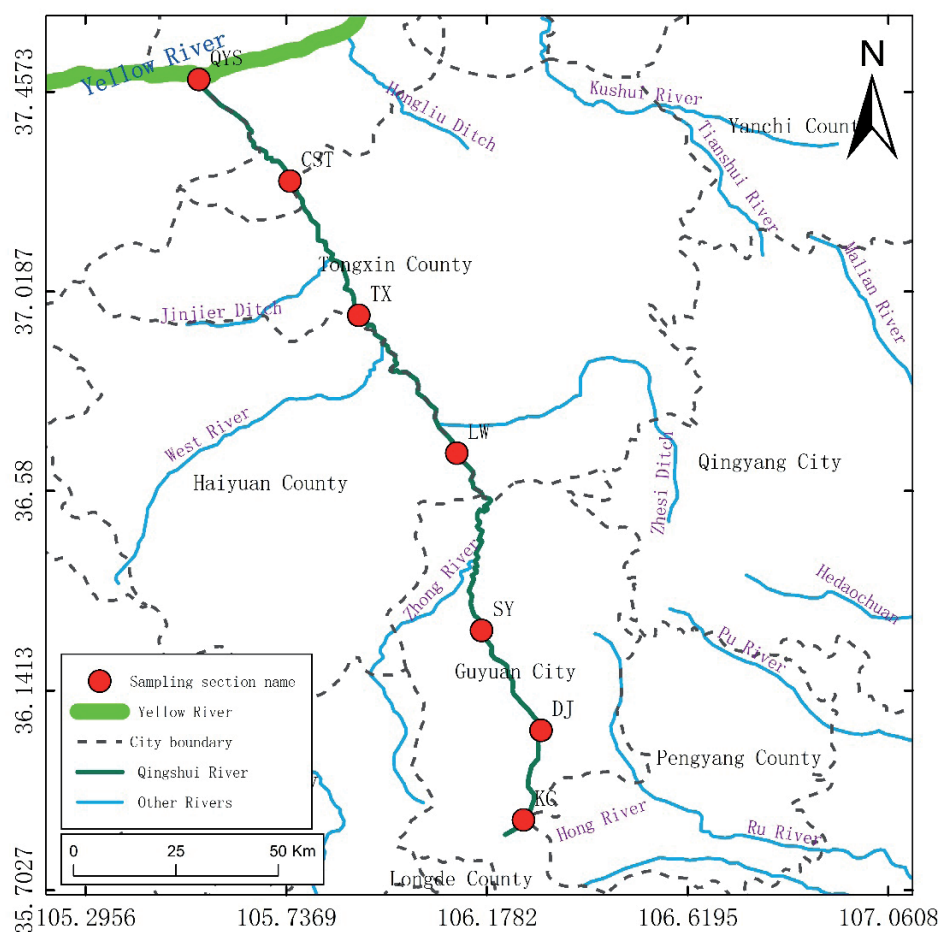 N
Yellow River
QYS
Hongliu Ditch
Kushui River
Yanchi Count
Tianshui River
CST
Malian River
Tongxin County
TX
Jinjier Ditch
West River
LW
Haiyuan County
Zhesi Ditch
Qingyang City
Zhong River
Hedaochuan
SY
Pu River
Guyuan City
DJ
Pengyang County
KG
Hong River
Ru River
Longde County
Sampling section name
Yellow River
City boundary
Qingshui River
Other Rivers
0 25 50 Km
37.4573
37.0187
36.58
36.1413
35.7027
105.2956 105.7369 106.1782 106.6195 107.0608